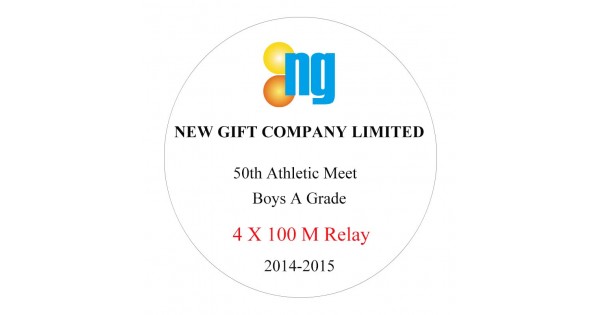 ng
NEW GIFT COMPANY LIMITED
50th Athletic Meet
Boys A Grade
4 X 100 M Relay
2014-2015